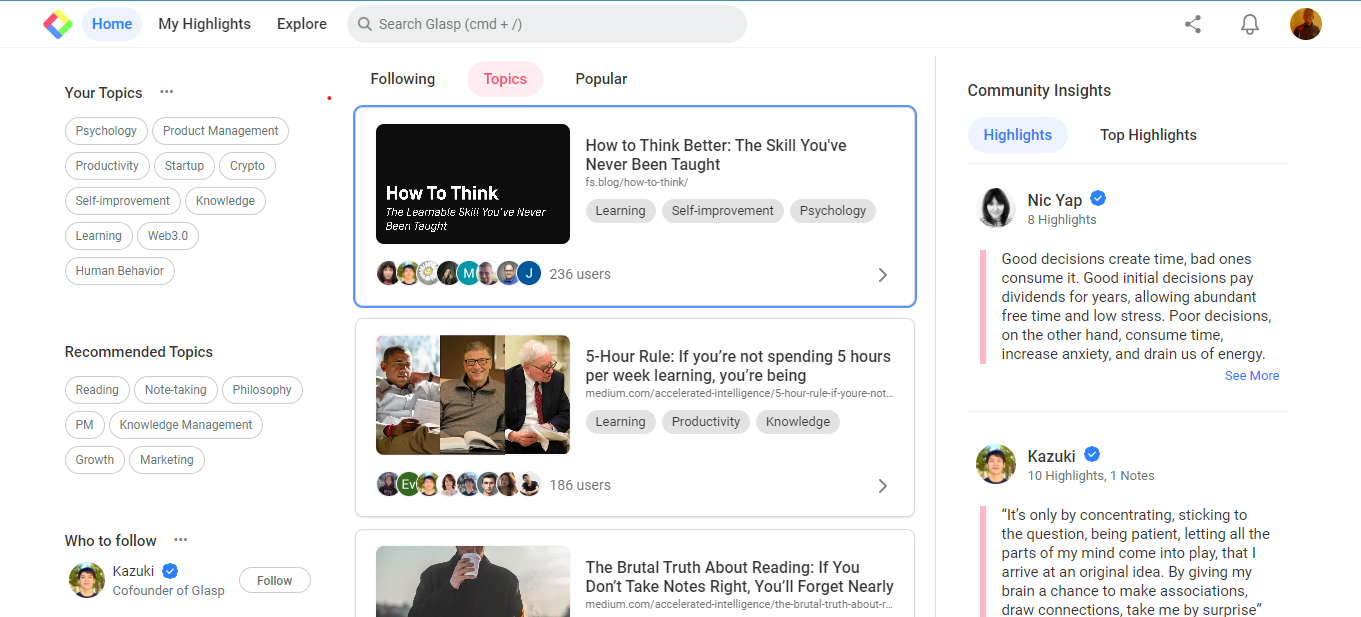 Home
My Highlights
Explore
Search Glasp (cmd + /)
Your Topics
Psychology
Product Management
Productivity
Startup
Crypto
Self-improvement
Knowledge
Learning
Web3.0
Human Behavior
Recommended Topics
Reading
Note-taking
Philosophy
PM
Knowledge Management
Growth
Marketing
Who to follow
Kazuki
Cofounder of Glasp
Follow
Following
Topics
Popular
How To Think
The Learnable Skill You've Never
Been Taught
How to Think Better: The Skill You've
Never Been Taught
fs.blog/how-to-think/
Learning
Self-improvement
Psychology
M
J
236 users
5-Hour Rule: If you’re not spending 5 hours
per week learning, you’re being
medium.com/accelerated-intelligence/5-hour-rule-if-youre-not...
Learning
Productivity
Knowledge
Ev
186 users
The Brutal Truth About Reading: If You
Don’t Take Notes Right, You’ll Forget Nearly
medium.com/accelerated-intelligence/the-brutal-truth-about-r...
Community Insights
Highlights
Top Highlights
Nic Yap
8 Highlights
Good decisions create time, bad ones
consume it. Good initial decisions pay
dividends for years, allowing abundant
free time and low stress. Poor decisions,
on the other hand, consume time,
increase anxiety, and drain us of energy.
See More
Kazuki
10 Highlights, 1 Notes
“It’s only by concentrating, sticking to
the question, being patient, letting all the
parts of my mind come into play, that I
arrive at an original idea. By giving my
brain a chance to make associations,
draw connections, take me by surprise”